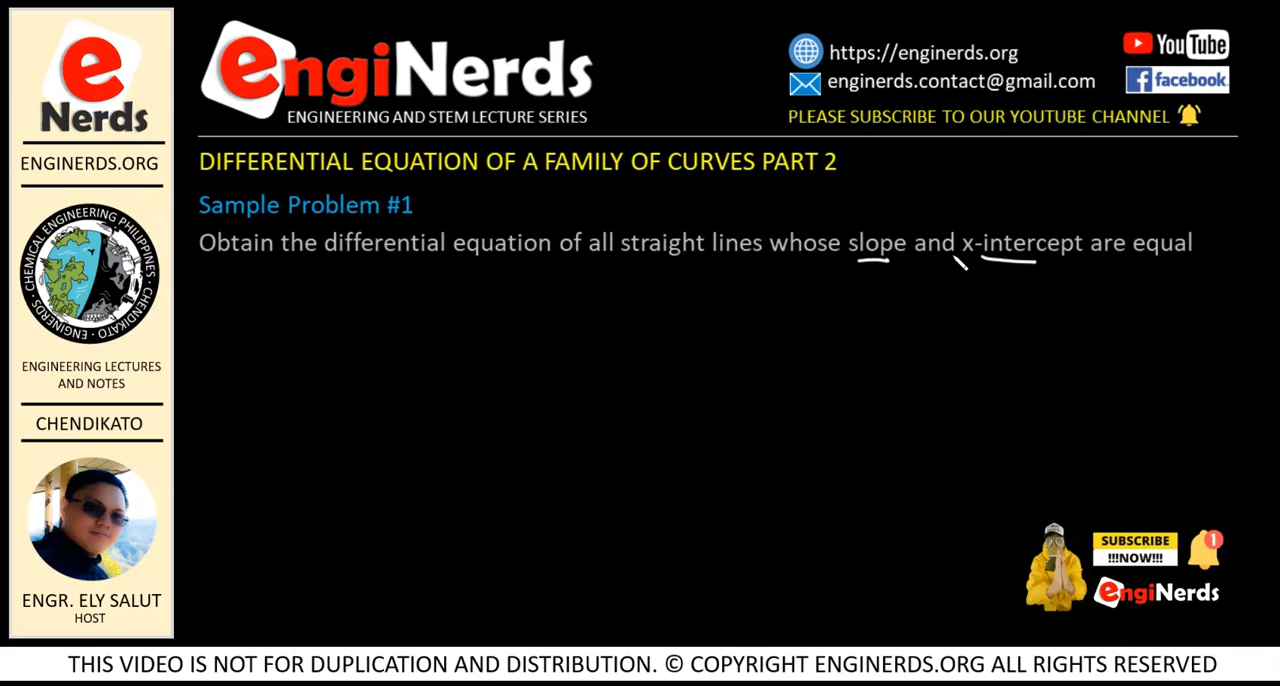 e
Nerds
ENGINERDS.ORG
CHEMICAL ENGINEERING PHILIPPINES
· CHENDIKATO · ENGINERDS ·
ENGINEERING LECTURES
AND NOTES
CHENDIKATO
ENGR. ELY SALUT
HOST
engiNerds
ENGINEERING AND STEM LECTURE SERIES
https://enginerds.org
enginerds.contact@gmail.com
YouTube
facebook
PLEASE SUBSCRIBE TO OUR YOUTUBE CHANNEL
DIFFERENTIAL EQUATION OF A FAMILY OF CURVES PART 2
Sample Problem #1
Obtain the differential equation of all straight lines whose slope and x-intercept are equal
SUBSCRIBE
!!!NOW!!!
1
engiNerds
THIS VIDEO IS NOT FOR DUPLICATION AND DISTRIBUTION. © COPYRIGHT ENGINERDS.ORG ALL RIGHTS RESERVED